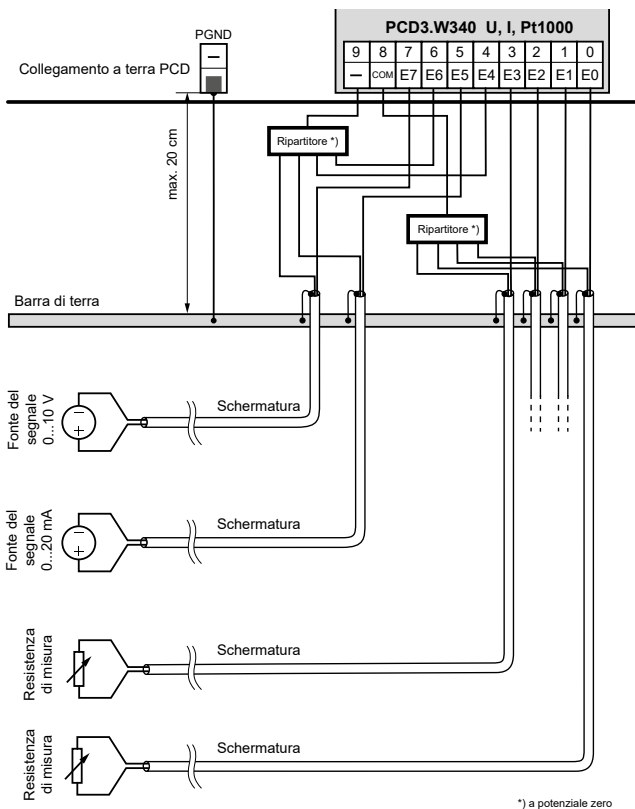 PCD3.W340 U, I, Pt1000
PGND
9 8 7 6 5 4 3 2 1 0
– COM E7 E6 E5 E4 E3 E2 E1 E0
–
Collegamento a terra PCD
max. 20 cm
Ripartitore *)
Ripartitore *)
Barra di terra
Fonte del
segnale
0...10 V
– +
Schermatura
Fonte del
segnale
0...20 mA
– +
Schermatura
Resistenza
di misura
Schermatura
Resistenza
di misura
Schermatura
*) a potenziale zero